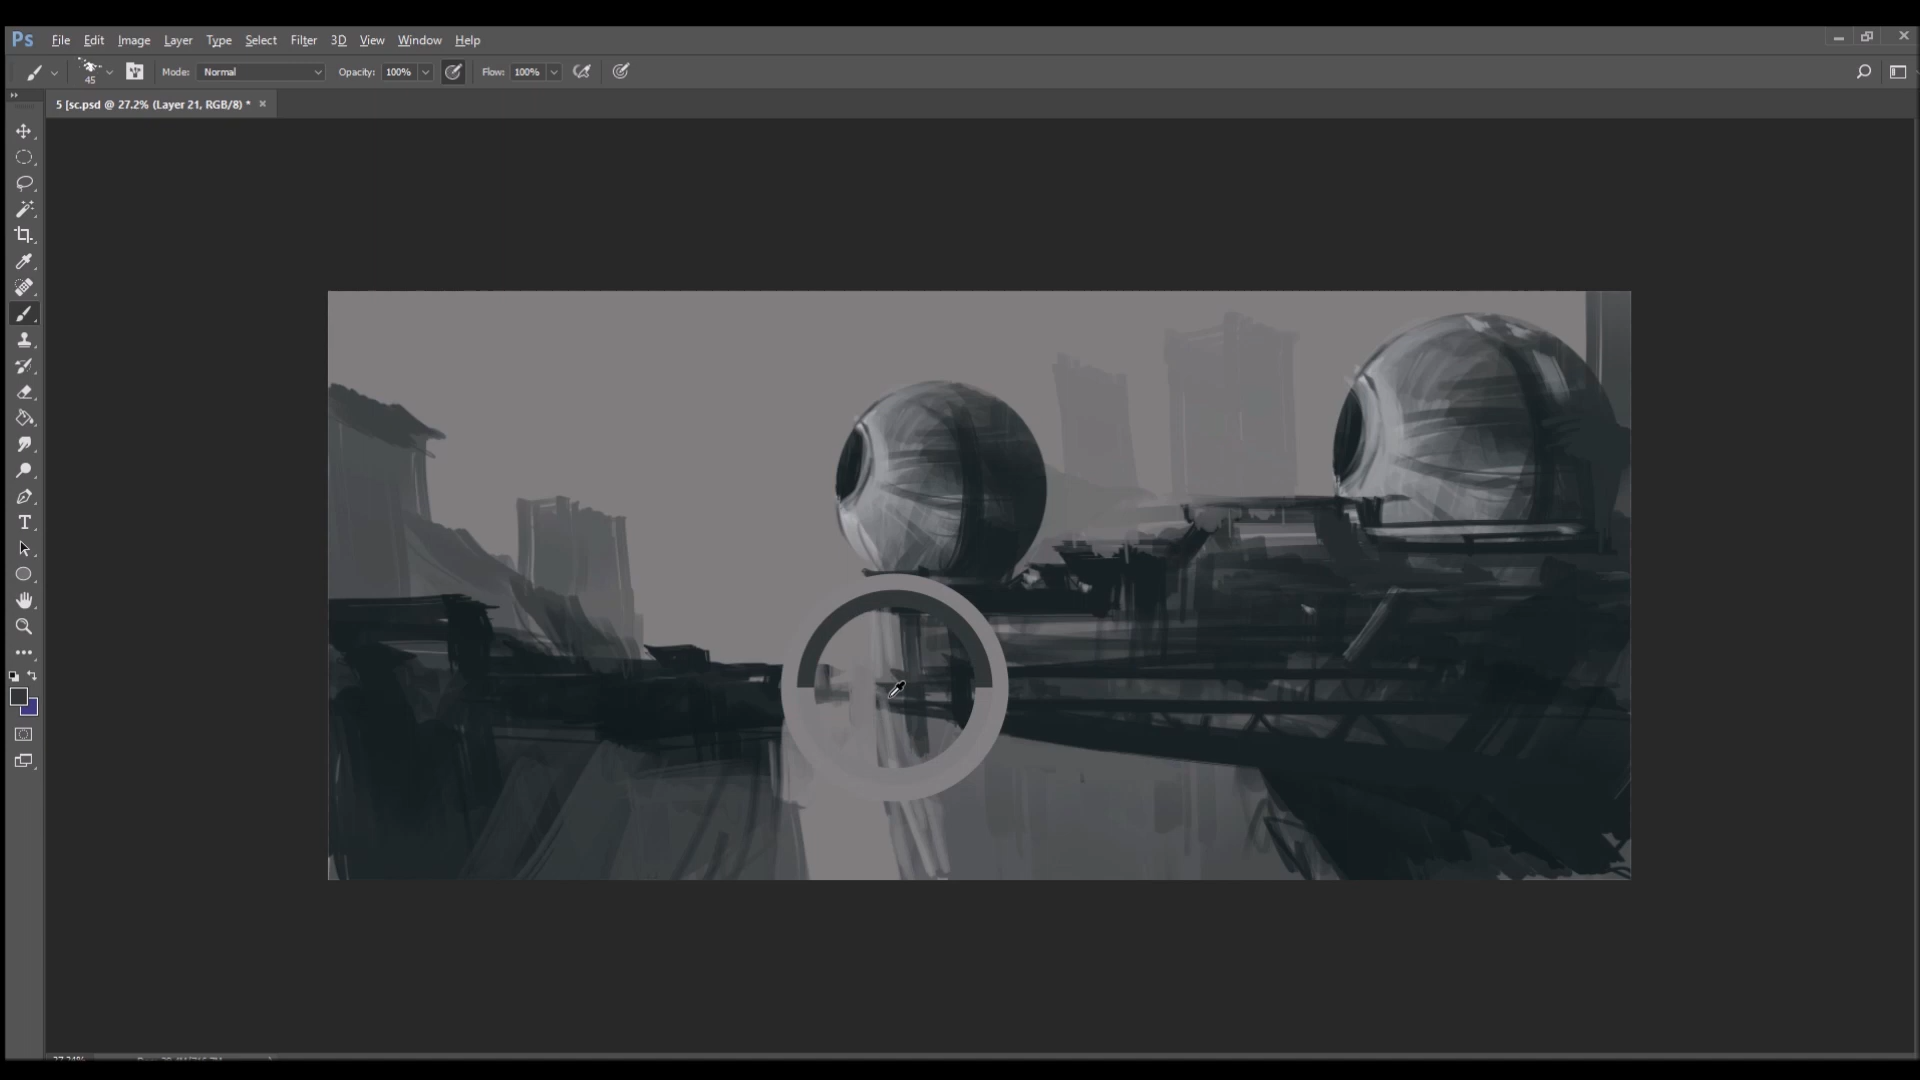 Ps File Edit Image Layer Type Select Filter 3D View Window Help
45 Mode: Normal Opacity: 100% Flow: 100%
5 [sc.psd @ 27.2% (Layer 21, RGB/8) *